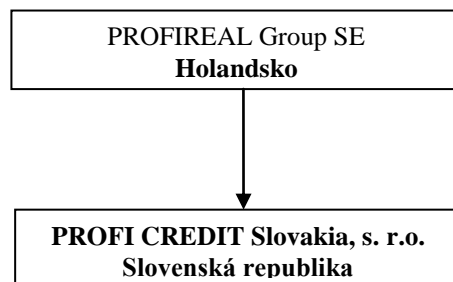 PROFIREAL Group SE
Holandsko
PROFI CREDIT Slovakia, s. r.o.
Slovenská republika